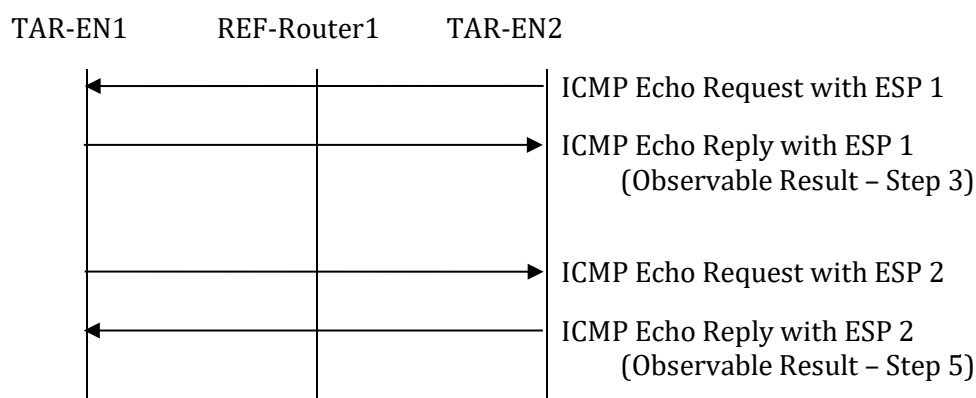 TAR-EN1 REF-Router1 TAR-EN2
ICMP Echo Request with ESP 1
ICMP Echo Reply with ESP 1
(Observable Result – Step 3)
ICMP Echo Request with ESP 2
ICMP Echo Reply with ESP 2
(Observable Result – Step 5)